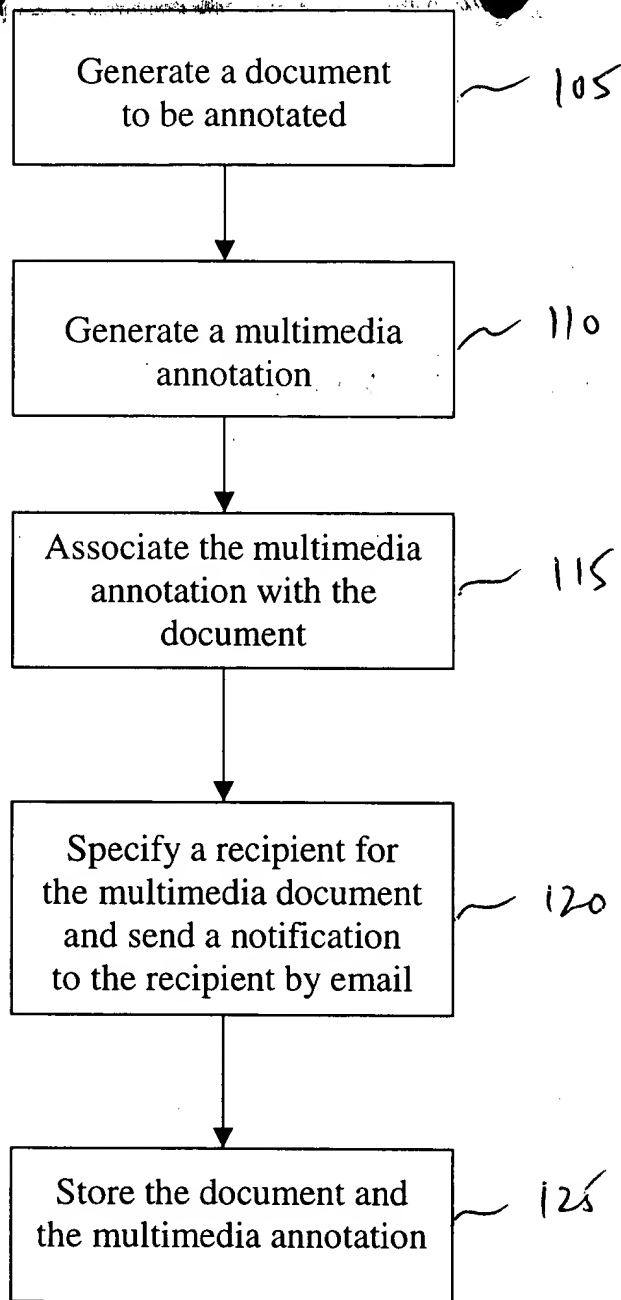 Generate a document
to be annotated
105
Generate a multimedia
annotation
110
Associate the multimedia
annotation with the
document
115
Specify a recipient for
the multimedia document
and send a notification
to the recipient by email
120
Store the document and
the multimedia annotation
125